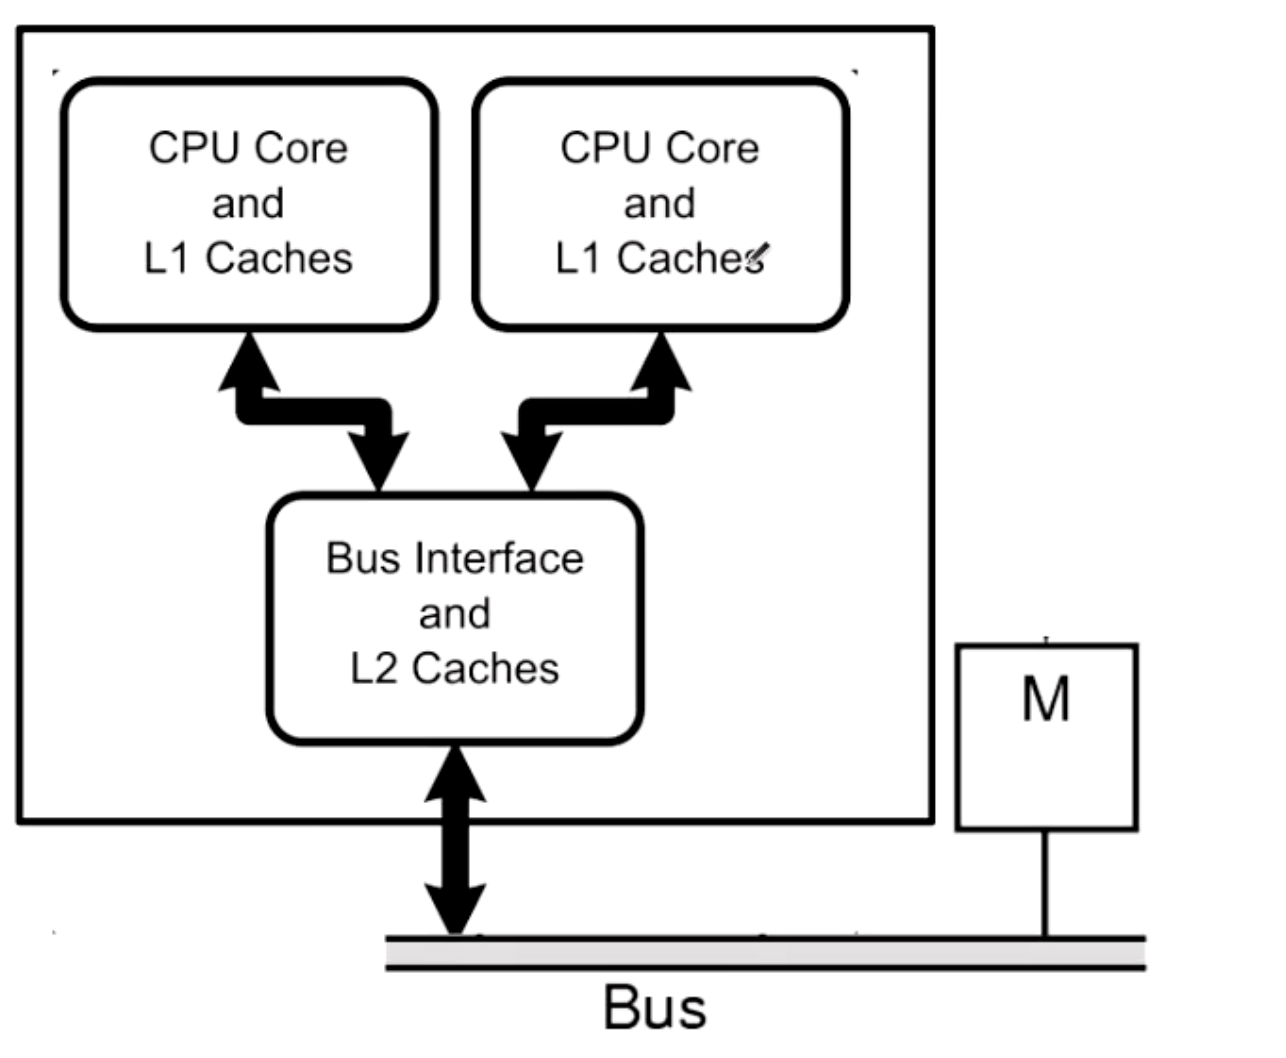 CPU Core
and
L1 Caches
CPU Core
and
L1 Caches
Bus Interface
and
L2 Caches
M
Bus